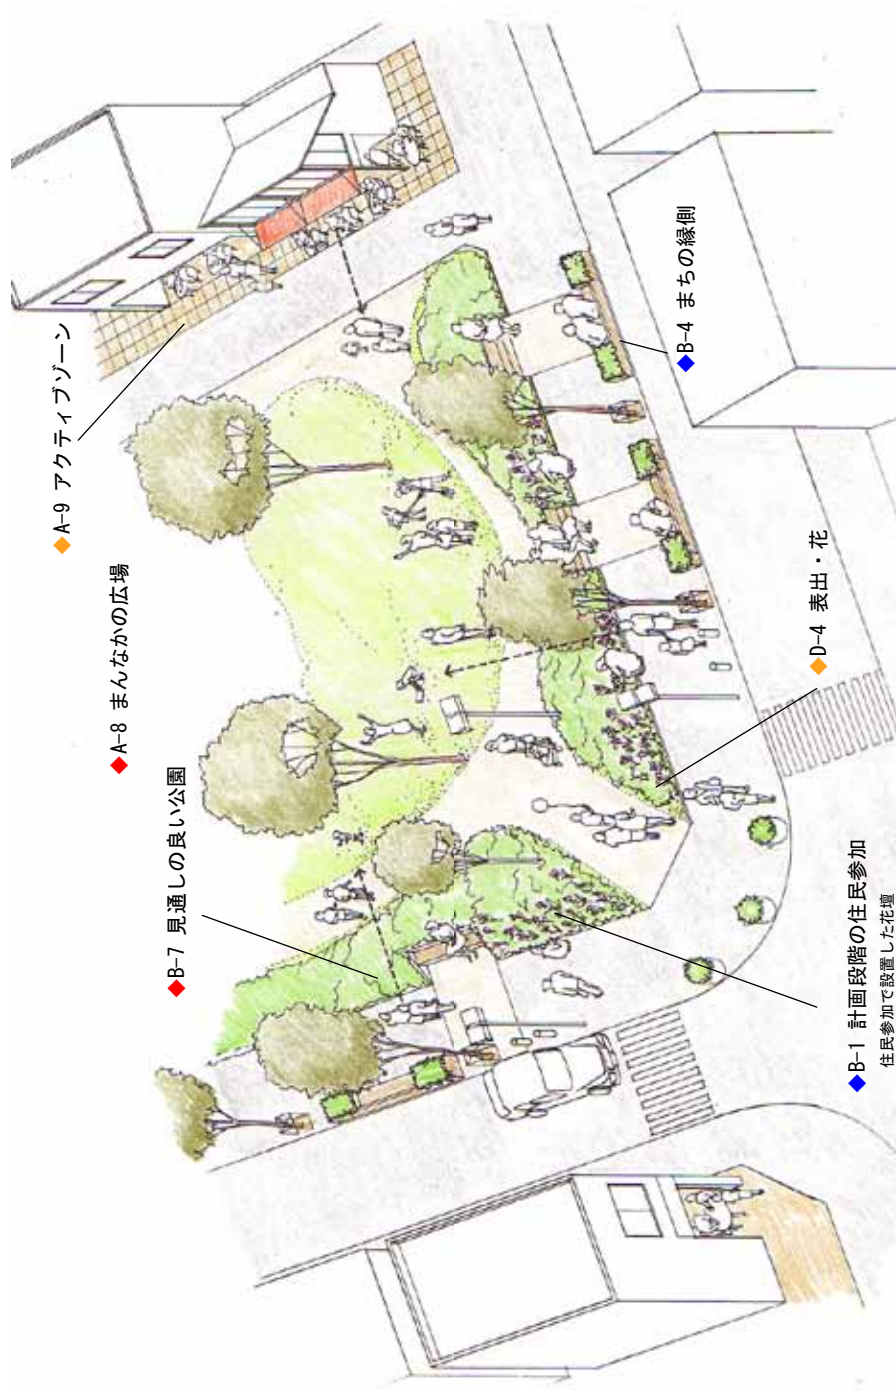 ◆A-9 アクティブゾーン
◆A-8 まんなかの広場
◆B-7 見通しの良い公園
◆B-4 まちの縁側
◆D-4 表出・花
◆B-1 計画段階の住民参加
住民参加で設置した花壇